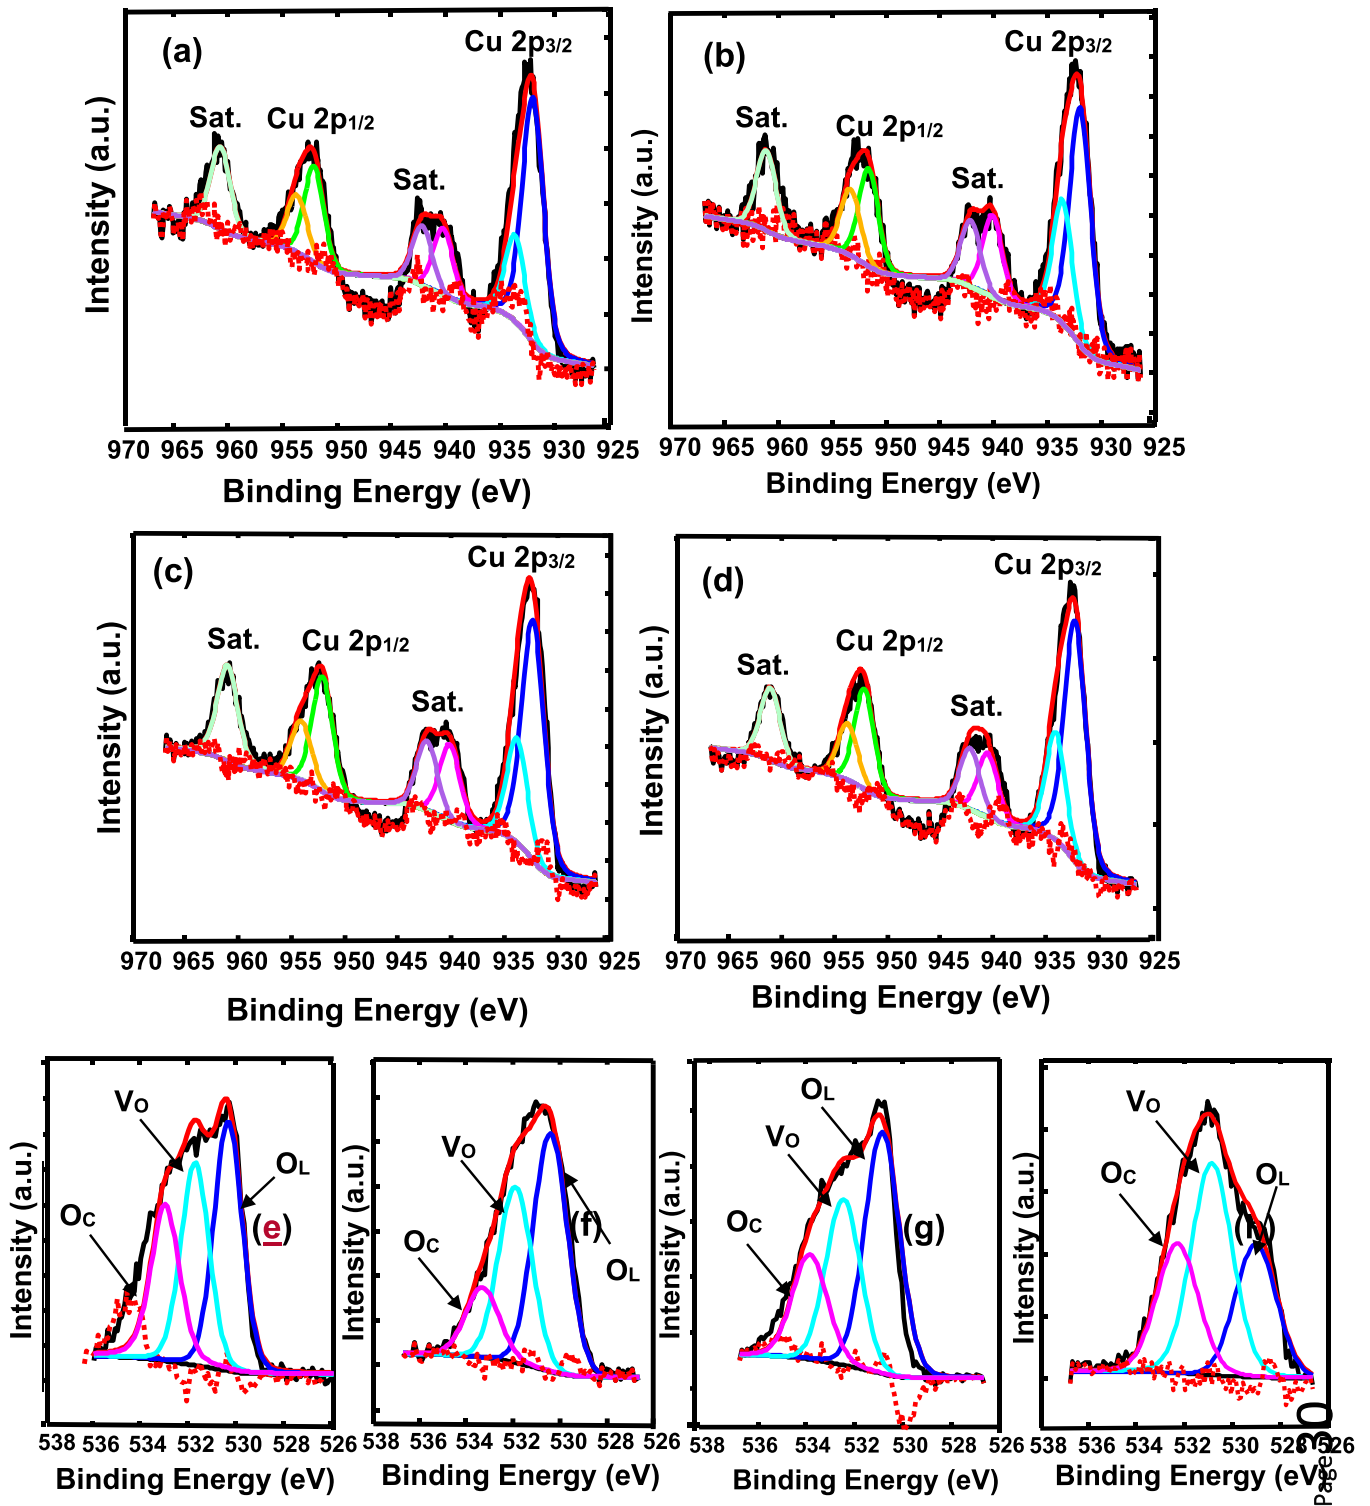 (a)
Cu 2p3/2
Sat.
Cu 2p1/2
Sat.
Intensity (a.u.)
970 965 960 955 950 945 940 935 930 925
Binding Energy (eV)
(b)
Cu 2p3/2
Sat.
Cu 2p1/2
Sat.
Intensity (a.u.)
970 965 960 955 950 945 940 935 930 925
Binding Energy (eV)
(c)
Cu 2p3/2
Sat.
Cu 2p1/2
Sat.
Intensity (a.u.)
970 965 960 955 950 945 940 935 930 925
Binding Energy (eV)
(d)
Cu 2p3/2
Sat.
Cu 2p1/2
Sat.
Intensity (a.u.)
970 965 960 955 950 945 940 935 930 925
Binding Energy (eV)
VO
OL
OC
(e)
Intensity (a.u.)
538 536 534 532 530 528 526
Binding Energy (eV)
VO
(f)
OC
OL
Intensity (a.u.)
538 536 534 532 530 528 526
Binding Energy (eV)
OL
VO
OC
(g)
Intensity (a.u.)
538 536 534 532 530 528 526
Binding Energy (eV)
VO
OC
OL
Intensity (a.u.)
538 536 534 532 530 528 526
Binding Energy (eV)
Page 30